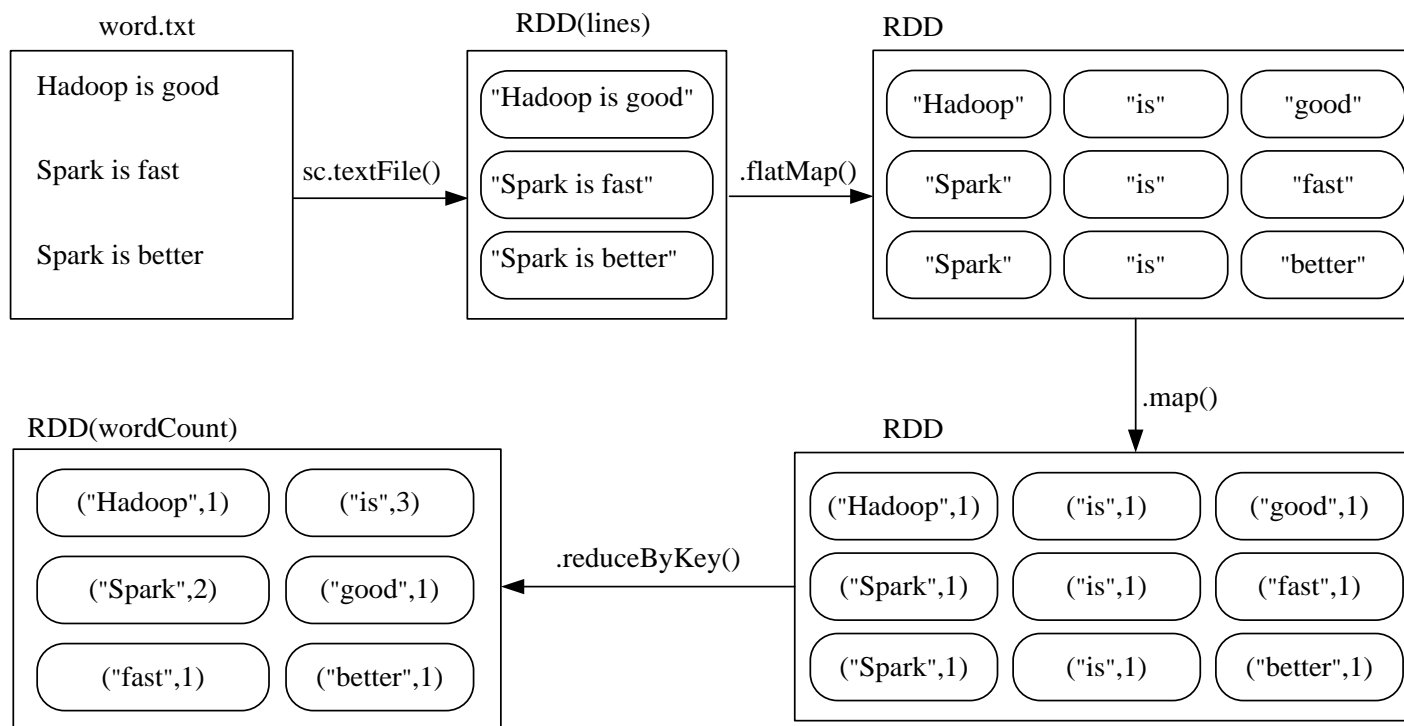 word.txt
Hadoop is good
Spark is fast
Spark is better
sc.textFile()
RDD(lines)
"Hadoop is good"
"Spark is fast"
"Spark is better"
.flatMap()
RDD
"Hadoop" "is" "good"
"Spark" "is" "fast"
"Spark" "is" "better"
.map()
RDD
("Hadoop",1) ("is",1) ("good",1)
("Spark",1) ("is",1) ("fast",1)
("Spark",1) ("is",1) ("better",1)
.reduceByKey()
RDD(wordCount)
("Hadoop",1) ("is",3)
("Spark",2) ("good",1)
("fast",1) ("better",1)